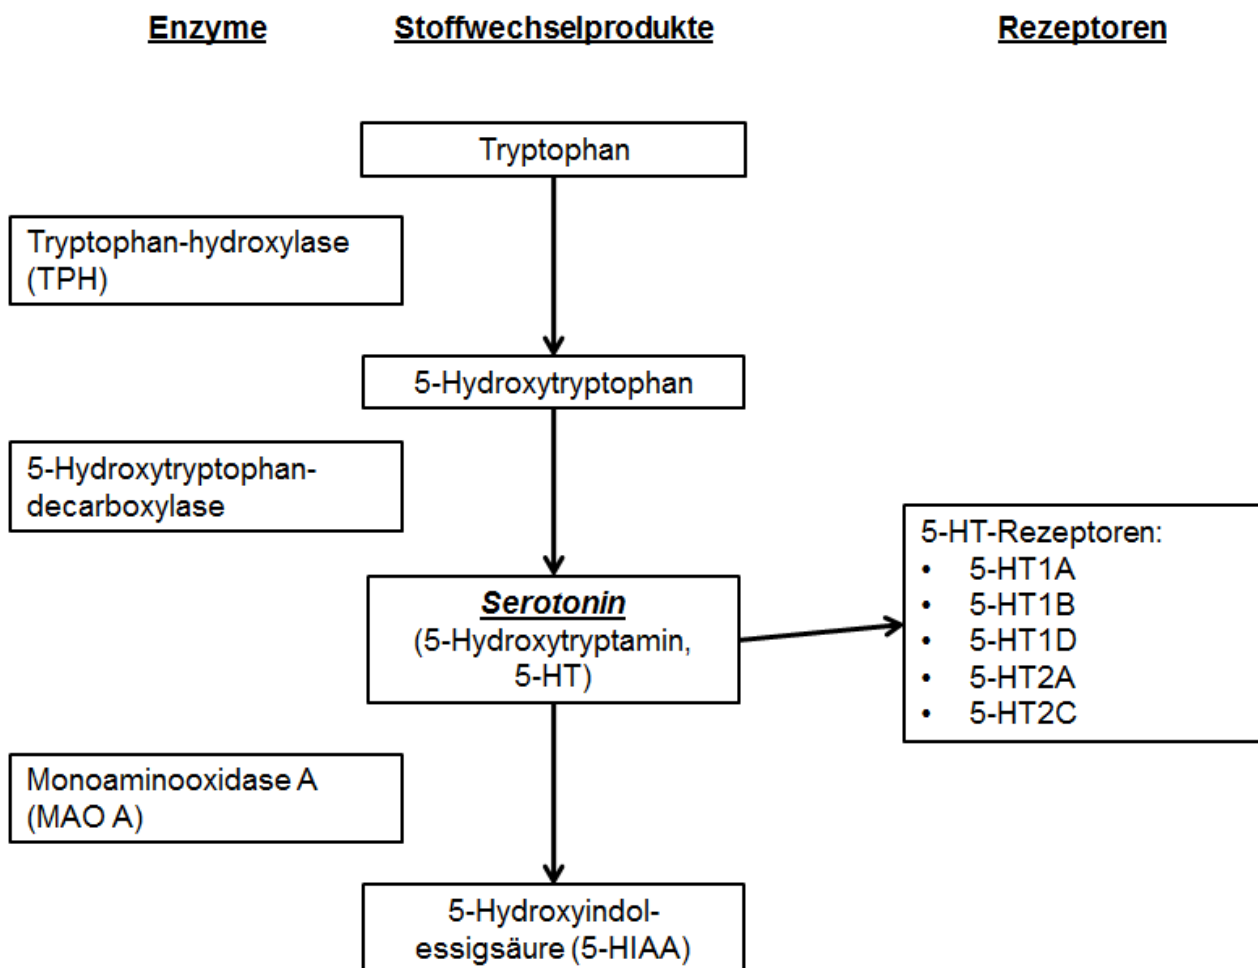 Enzyme
Stoffwechselprodukte
Rezeptoren
Tryptophan
Tryptophan-hydroxylase
(TPH)
5-Hydroxytryptophan
5-Hydroxytryptophan-
decarboxylase
Serotonin
(5-Hydroxytryptamin,
5-HT)
5-HT-Rezeptoren:
• 5-HT1A
• 5-HT1B
• 5-HT1D
• 5-HT2A
• 5-HT2C
Monoaminooxidase A
(MAO A)
5-Hydroxyindol-
essigsäure (5-HIAA)